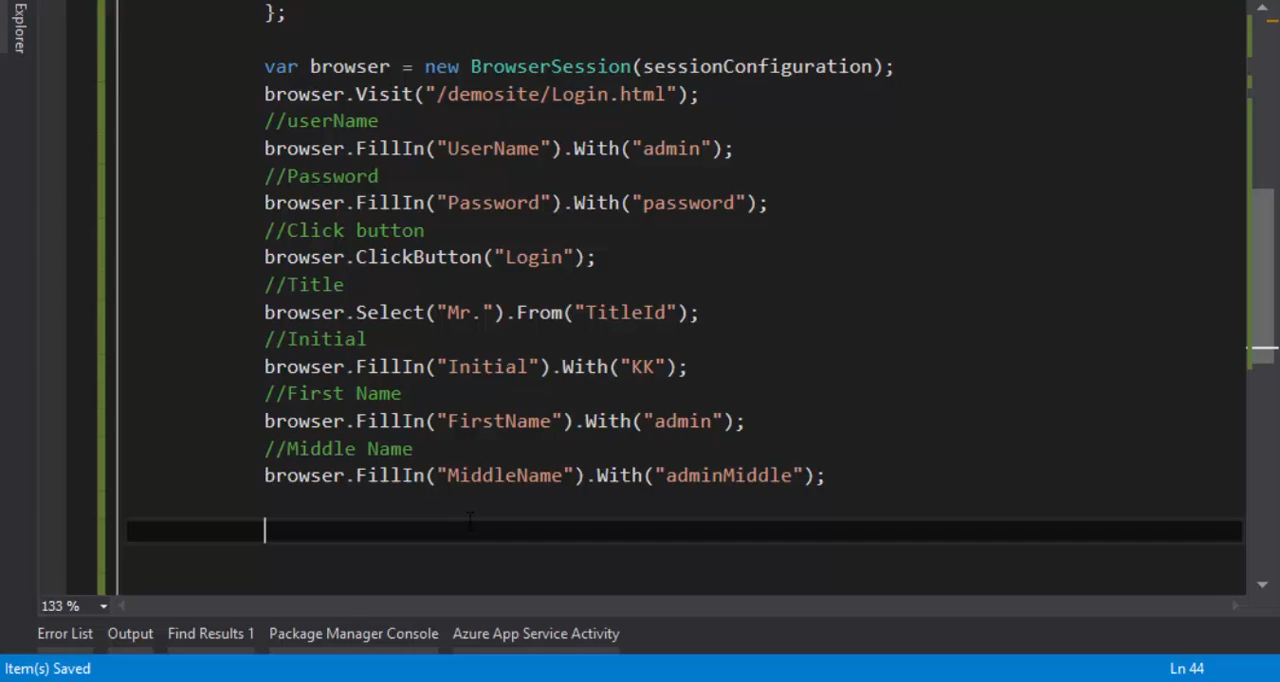 Explorer
};
var browser = new BrowserSession(sessionConfiguration);
browser.Visit("/demosite/Login.html");
//userName
browser.FillIn("UserName").With("admin");
//Password
browser.FillIn("Password").With("password");
//Click button
browser.ClickButton("Login");
//Title
browser.Select("Mr.").From("TitleId");
//Initial
browser.FillIn("Initial").With("KK");
//First Name
browser.FillIn("FirstName").With("admin");
//Middle Name
browser.FillIn("MiddleName").With("adminMiddle");
133 %
Error List Output Find Results 1 Package Manager Console Azure App Service Activity
Item(s) Saved Ln 44